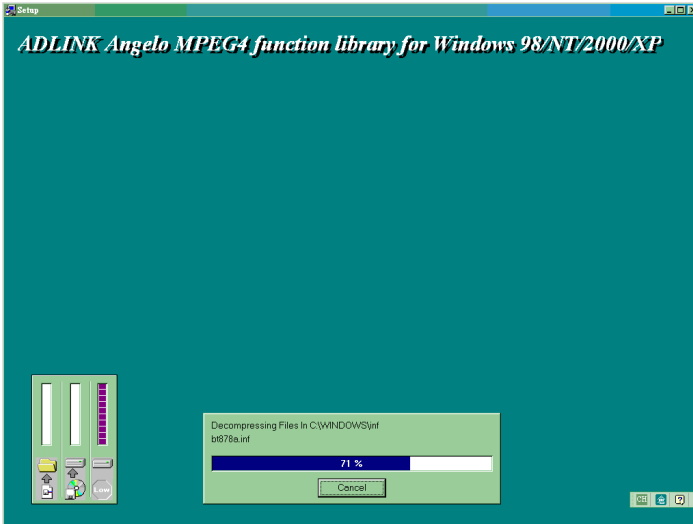 Setup
ADLINK Angelo MPEG4 function library for Windows 98/NT/2000/XP
Decompressing Files In C:\WINDOWS\inf
bt878a.inf
71 %
Cancel
Low
CH